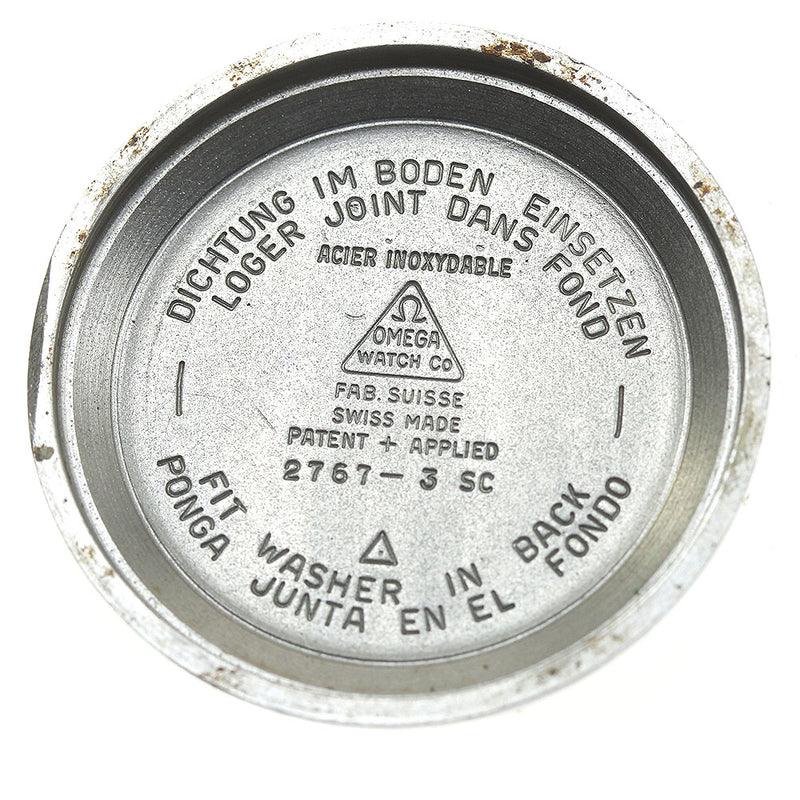 DICHTUNG IM BODEN EINSETZEN
LOGER JOINT DANS FOND
ACIER INOXYDABLE
Ω
OMEGA
WATCH CO
FAB. SUISSE
SWISS MADE
PATENT + APPLIED
2767-3 SC
FIT WASHER IN BACK
PONGA JUNTA EN EL FONDO